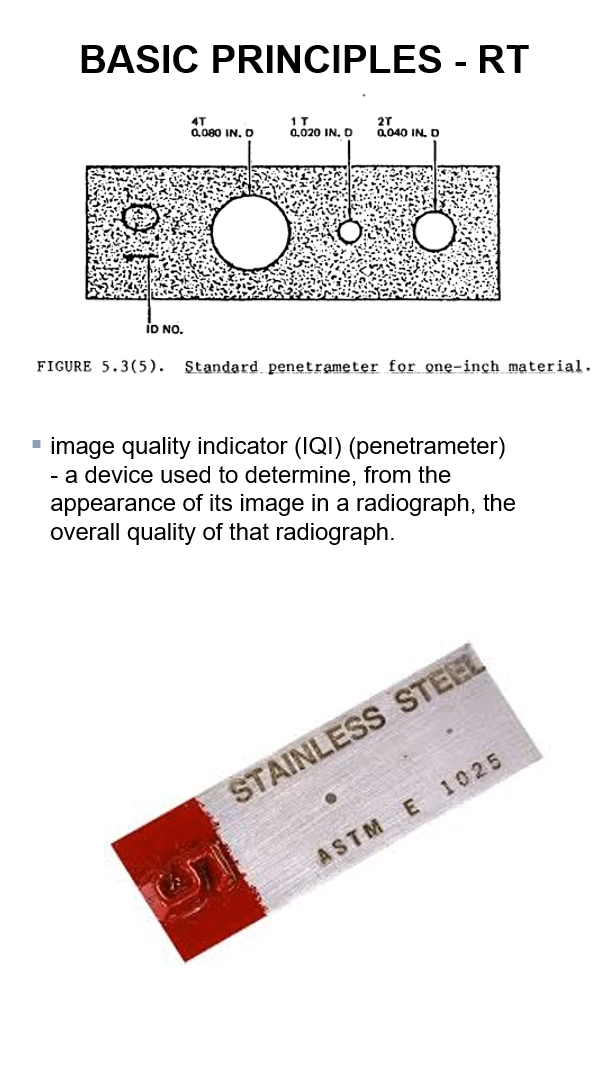 BASIC PRINCIPLES - RT
4T
0.080 IN. D
1 T
0.020 IN. D
2T
0.040 IN. D
ID NO.
FIGURE 5.3(5). Standard penetrameter for one-inch material.
image quality indicator (IQI) (penetrameter)
- a device used to determine, from the
appearance of its image in a radiograph, the
overall quality of that radiograph.
STAINLESS STEEL
ASTM E 1025
5